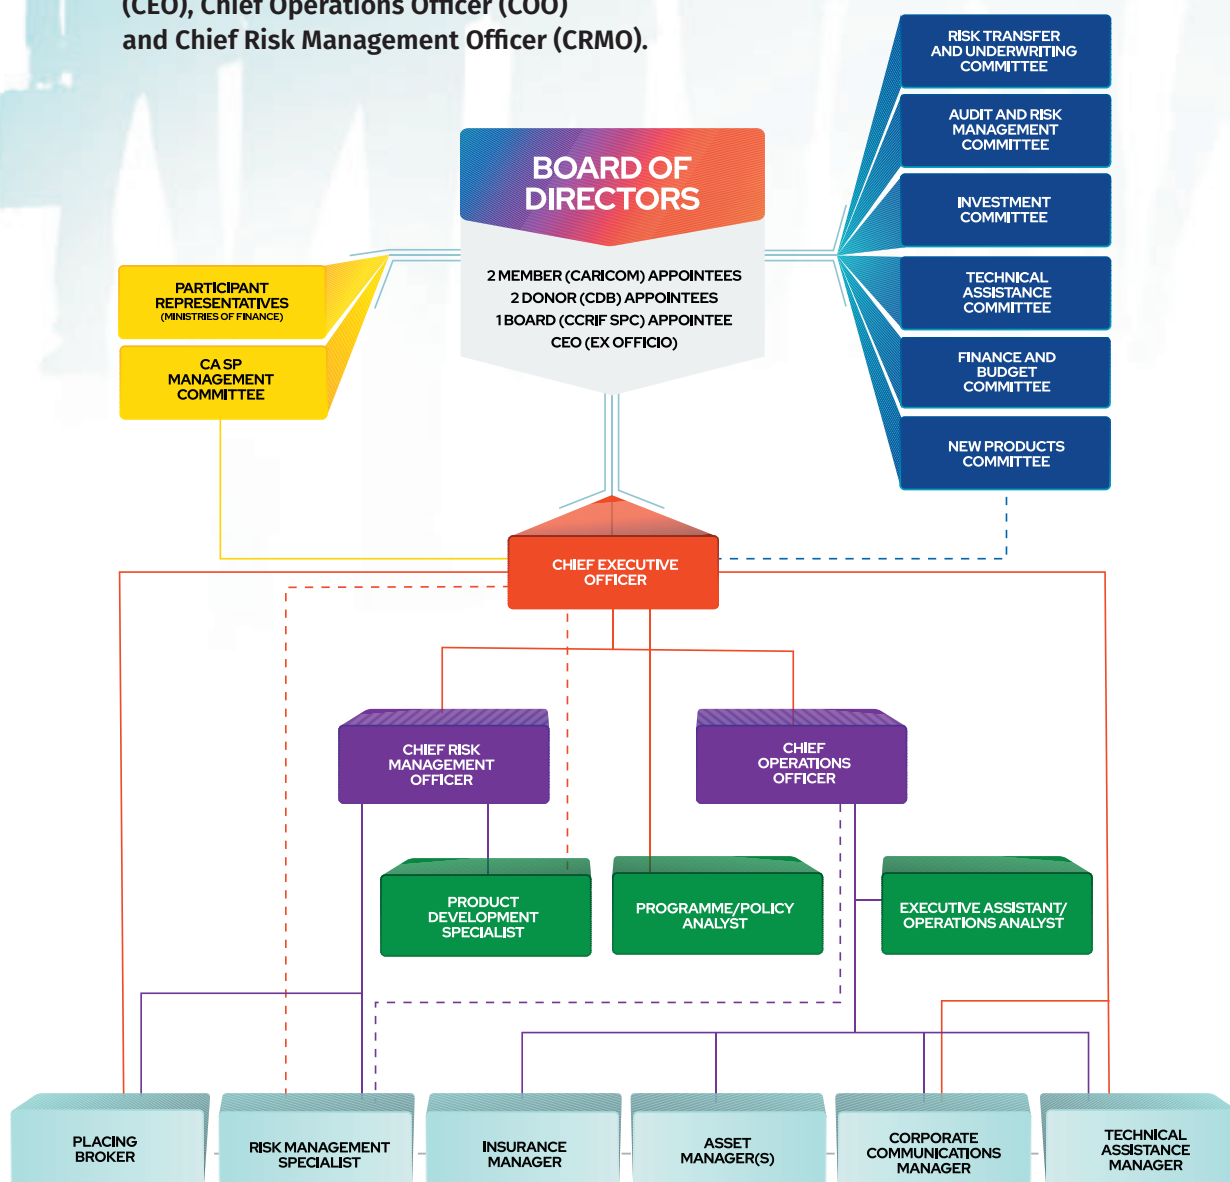 (CEO), Chief Operations Officer (COO)
and Chief Risk Management Officer (CRMO).
RISK TRANSFER
AND UNDERWRITING
COMMITTEE
AUDIT AND RISK
MANAGEMENT
COMMITTEE
INVESTMENT
COMMITTEE
TECHNICAL
ASSISTANCE
COMMITTEE
FINANCE AND
BUDGET
COMMITTEE
NEW PRODUCTS
COMMITTEE
BOARD OF
DIRECTORS
2 MEMBER (CARICOM) APPOINTEES
2 DONOR (CDB) APPOINTEES
1 BOARD (CCRIF SPC) APPOINTEE
CEO (EX OFFICIO)
PARTICIPANT
REPRESENTATIVES
(MINISTRIES OF FINANCE)
CA SP
MANAGEMENT
COMMITTEE
CHIEF EXECUTIVE
OFFICER
CHIEF RISK
MANAGEMENT
OFFICER
CHIEF
OPERATIONS
OFFICER
PRODUCT
DEVELOPMENT
SPECIALIST
PROGRAMME/POLICY
ANALYST
EXECUTIVE ASSISTANT/
OPERATIONS ANALYST
PLACING
BROKER
RISK MANAGEMENT
SPECIALIST
INSURANCE
MANAGER
ASSET
MANAGER(S)
CORPORATE
COMMUNICATIONS
MANAGER
TECHNICAL
ASSISTANCE
MANAGER